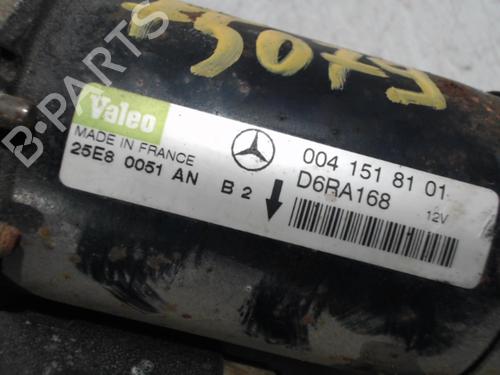 B-PARTS
Valeo
MADE IN FRANCE
25E8 0051 AN B 2
004 151 81 01
D6RA168
12V